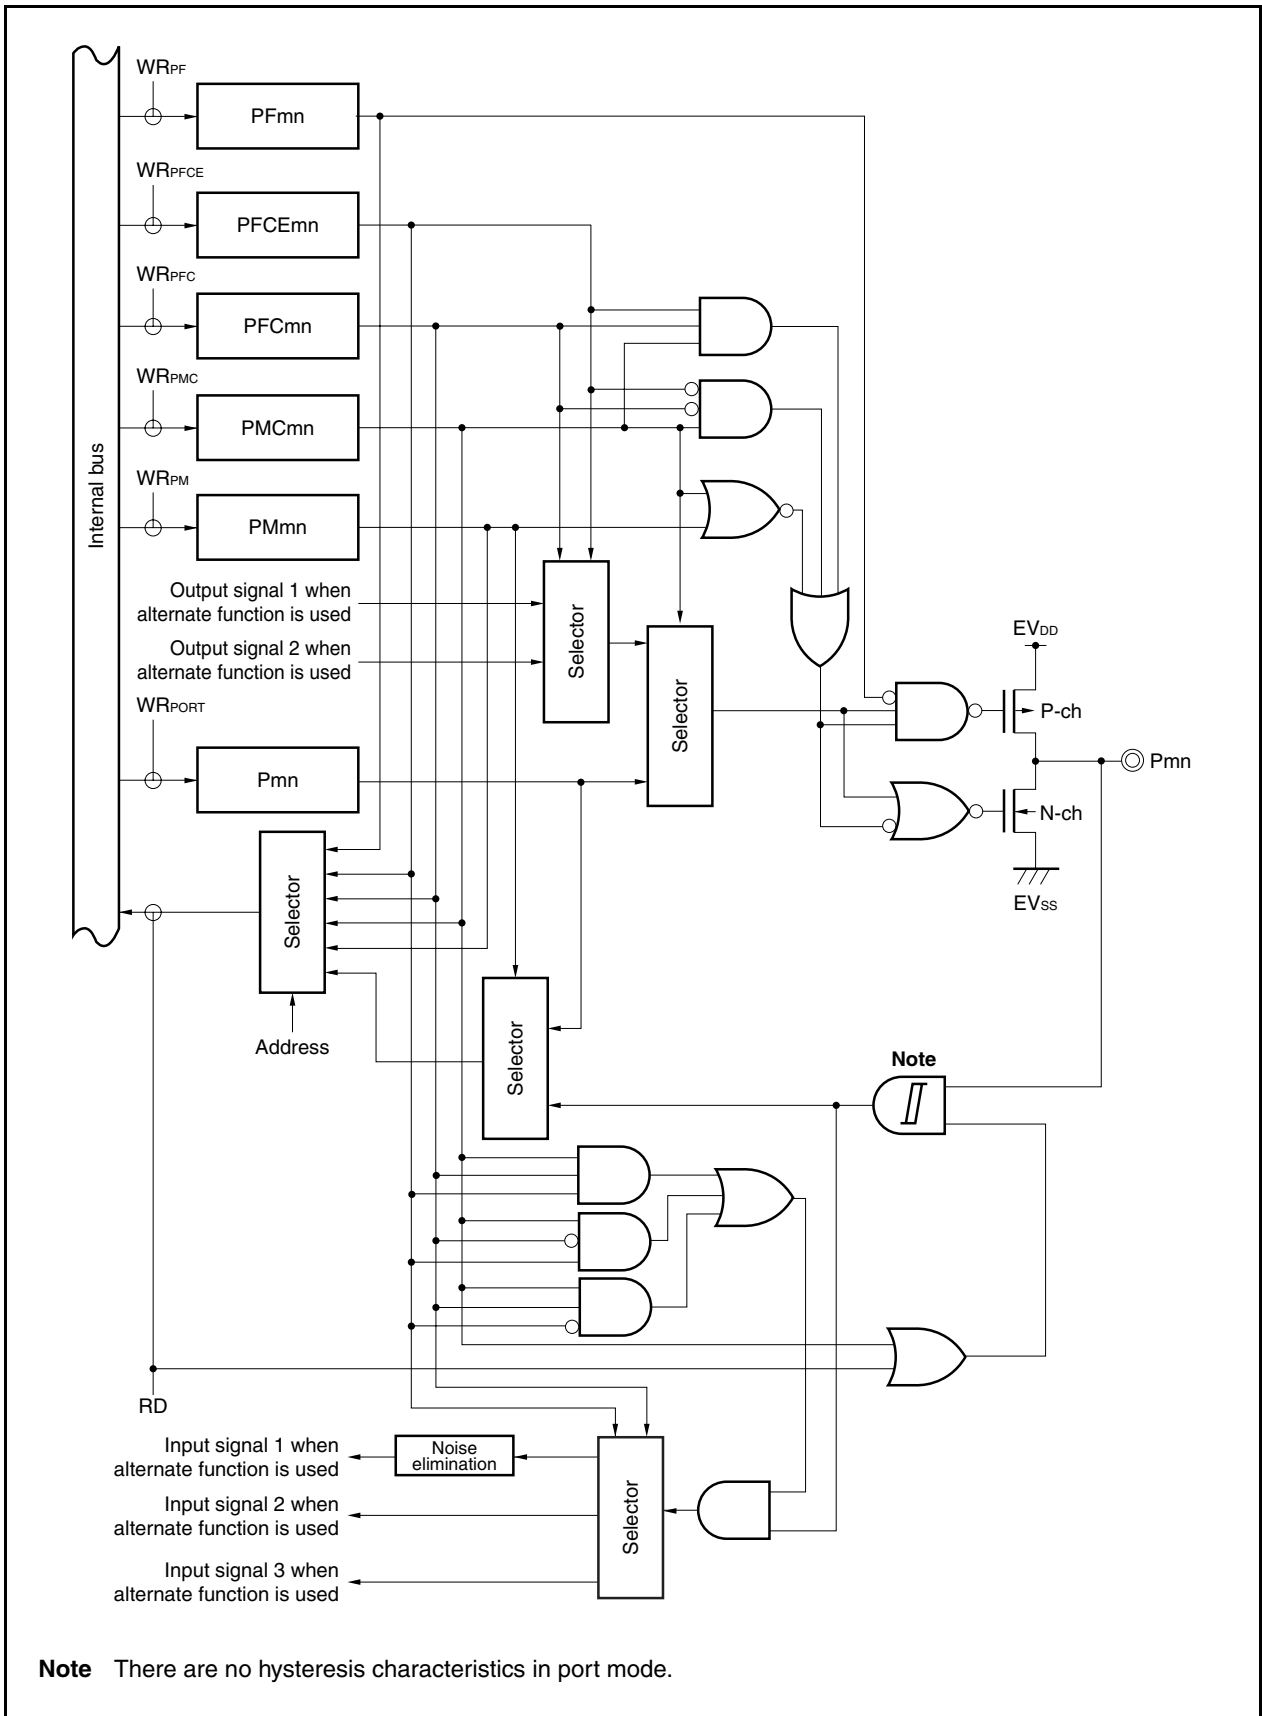 WRPF
PFmn
WRPFCE
PFCEmn
WRPFC
PFCmn
WRPMC
PMCmn
Internal bus
WRPM
PMmn
Output signal 1 when
alternate function is used
Output signal 2 when
alternate function is used
Selector
Selector
EVDD
P-ch
Pmn
N-ch
EVSS
WRPORT
Pmn
Selector
Address
Selector
Note
RD
Input signal 1 when
alternate function is used
Noise
elimination
Input signal 2 when
alternate function is used
Input signal 3 when
alternate function is used
Selector
Note There are no hysteresis characteristics in port mode.